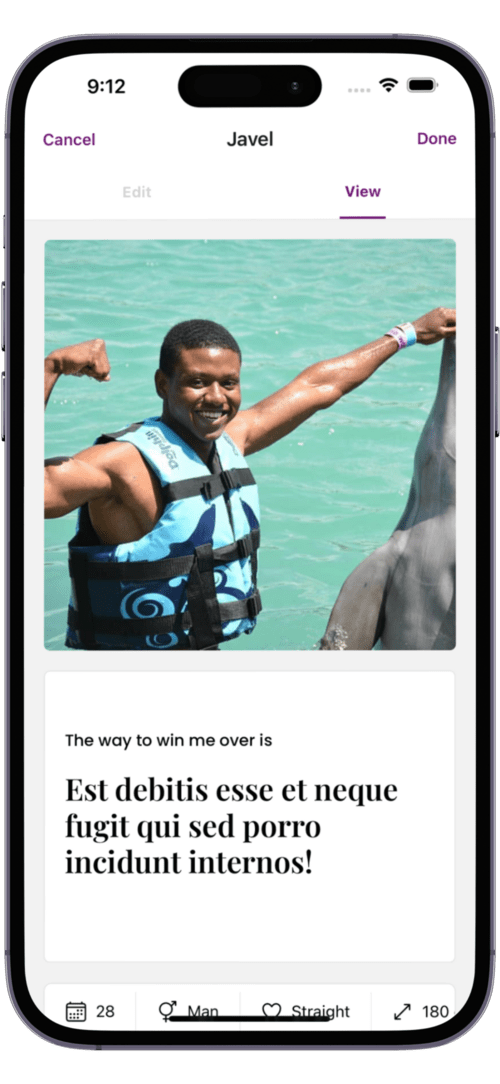 9:12
Cancel
Javel
Done
Edit
View
Dolphin
The way to win me over is
Est debitis esse et neque
fugit qui sed porro
incidunt internos!
28
Man
Straight
180